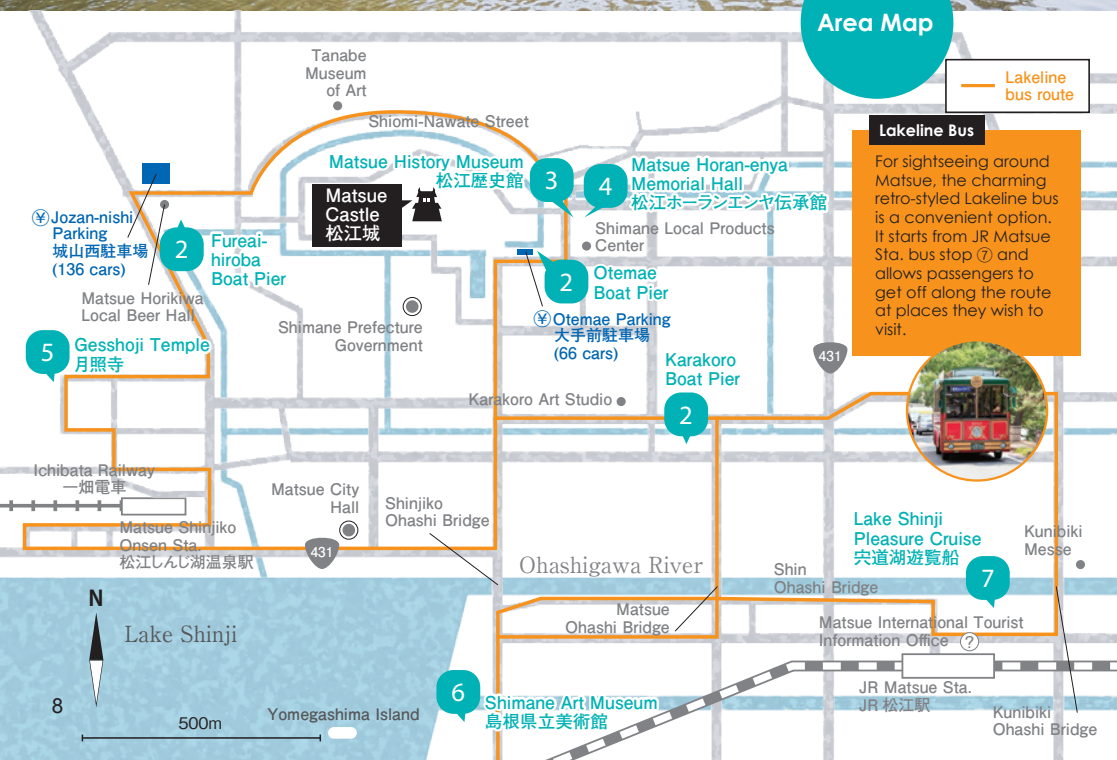 Area Map
Lakeline
bus route
Lakeline Bus
For sightseeing around
Matsue, the charming
retro-styled Lakeline bus
is a convenient option.
It starts from JR Matsue
Sta. bus stop ⑦ and
allows passengers to
get off along the route
at places they wish to
visit.
Tanabe
Museum
of Art
Shiomi-Nawate Street
Matsue History Museum
松江歴史館
3
4
Matsue Horan-enya
Memorial Hall
松江ホーランエンヤ伝承館
Matsue
Castle
松江城
Shimane Local Products
Center
¥ Jozan-nishi
Parking
城山西駐車場
(136 cars)
2
Fureai-
hiroba
Boat Pier
2
Otemae
Boat Pier
Matsue Horikiwa
Local Beer Hall
Shimane Prefecture
Government
¥ Otemae Parking
大手前駐車場
(66 cars)
5
Gesshoji Temple
月照寺
Karakoro
Boat Pier
431
Karakoro Art Studio
2
Ichibata Railway
一畑電車
Matsue City
Hall
Shinjiko
Ohashi Bridge
Matsue Shinjiko
Onsen Sta.
松江しんじ湖温泉駅
431
Lake Shinji
Pleasure Cruise
宍道湖遊覧船
7
Kunibiki
Messe
Ohashigawa River
Shin
Ohashi Bridge
Matsue
Ohashi Bridge
Matsue International Tourist
Information Office ?
N
Lake Shinji
6
Shimane Art Museum
島根県立美術館
JR Matsue Sta.
JR 松江駅
Kunibiki
Ohashi Bridge
8
500m
Yomegashima Island